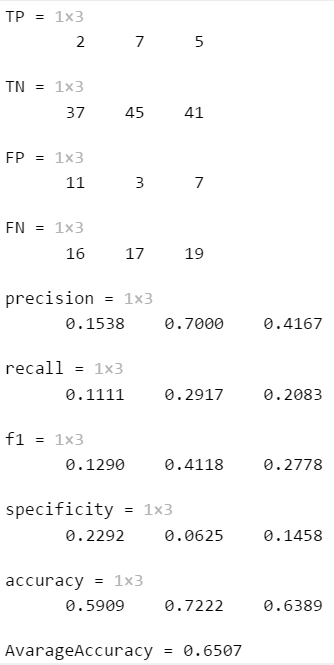 TP = 1×3
2 7 5
TN = 1×3
37 45 41
FP = 1×3
11 3 7
FN = 1×3
16 17 19
precision = 1×3
0.1538 0.7000 0.4167
recall = 1×3
0.1111 0.2917 0.2083
f1 = 1×3
0.1290 0.4118 0.2778
specificity = 1×3
0.2292 0.0625 0.1458
accuracy = 1×3
0.5909 0.7222 0.6389
AvarageAccuracy = 0.6507